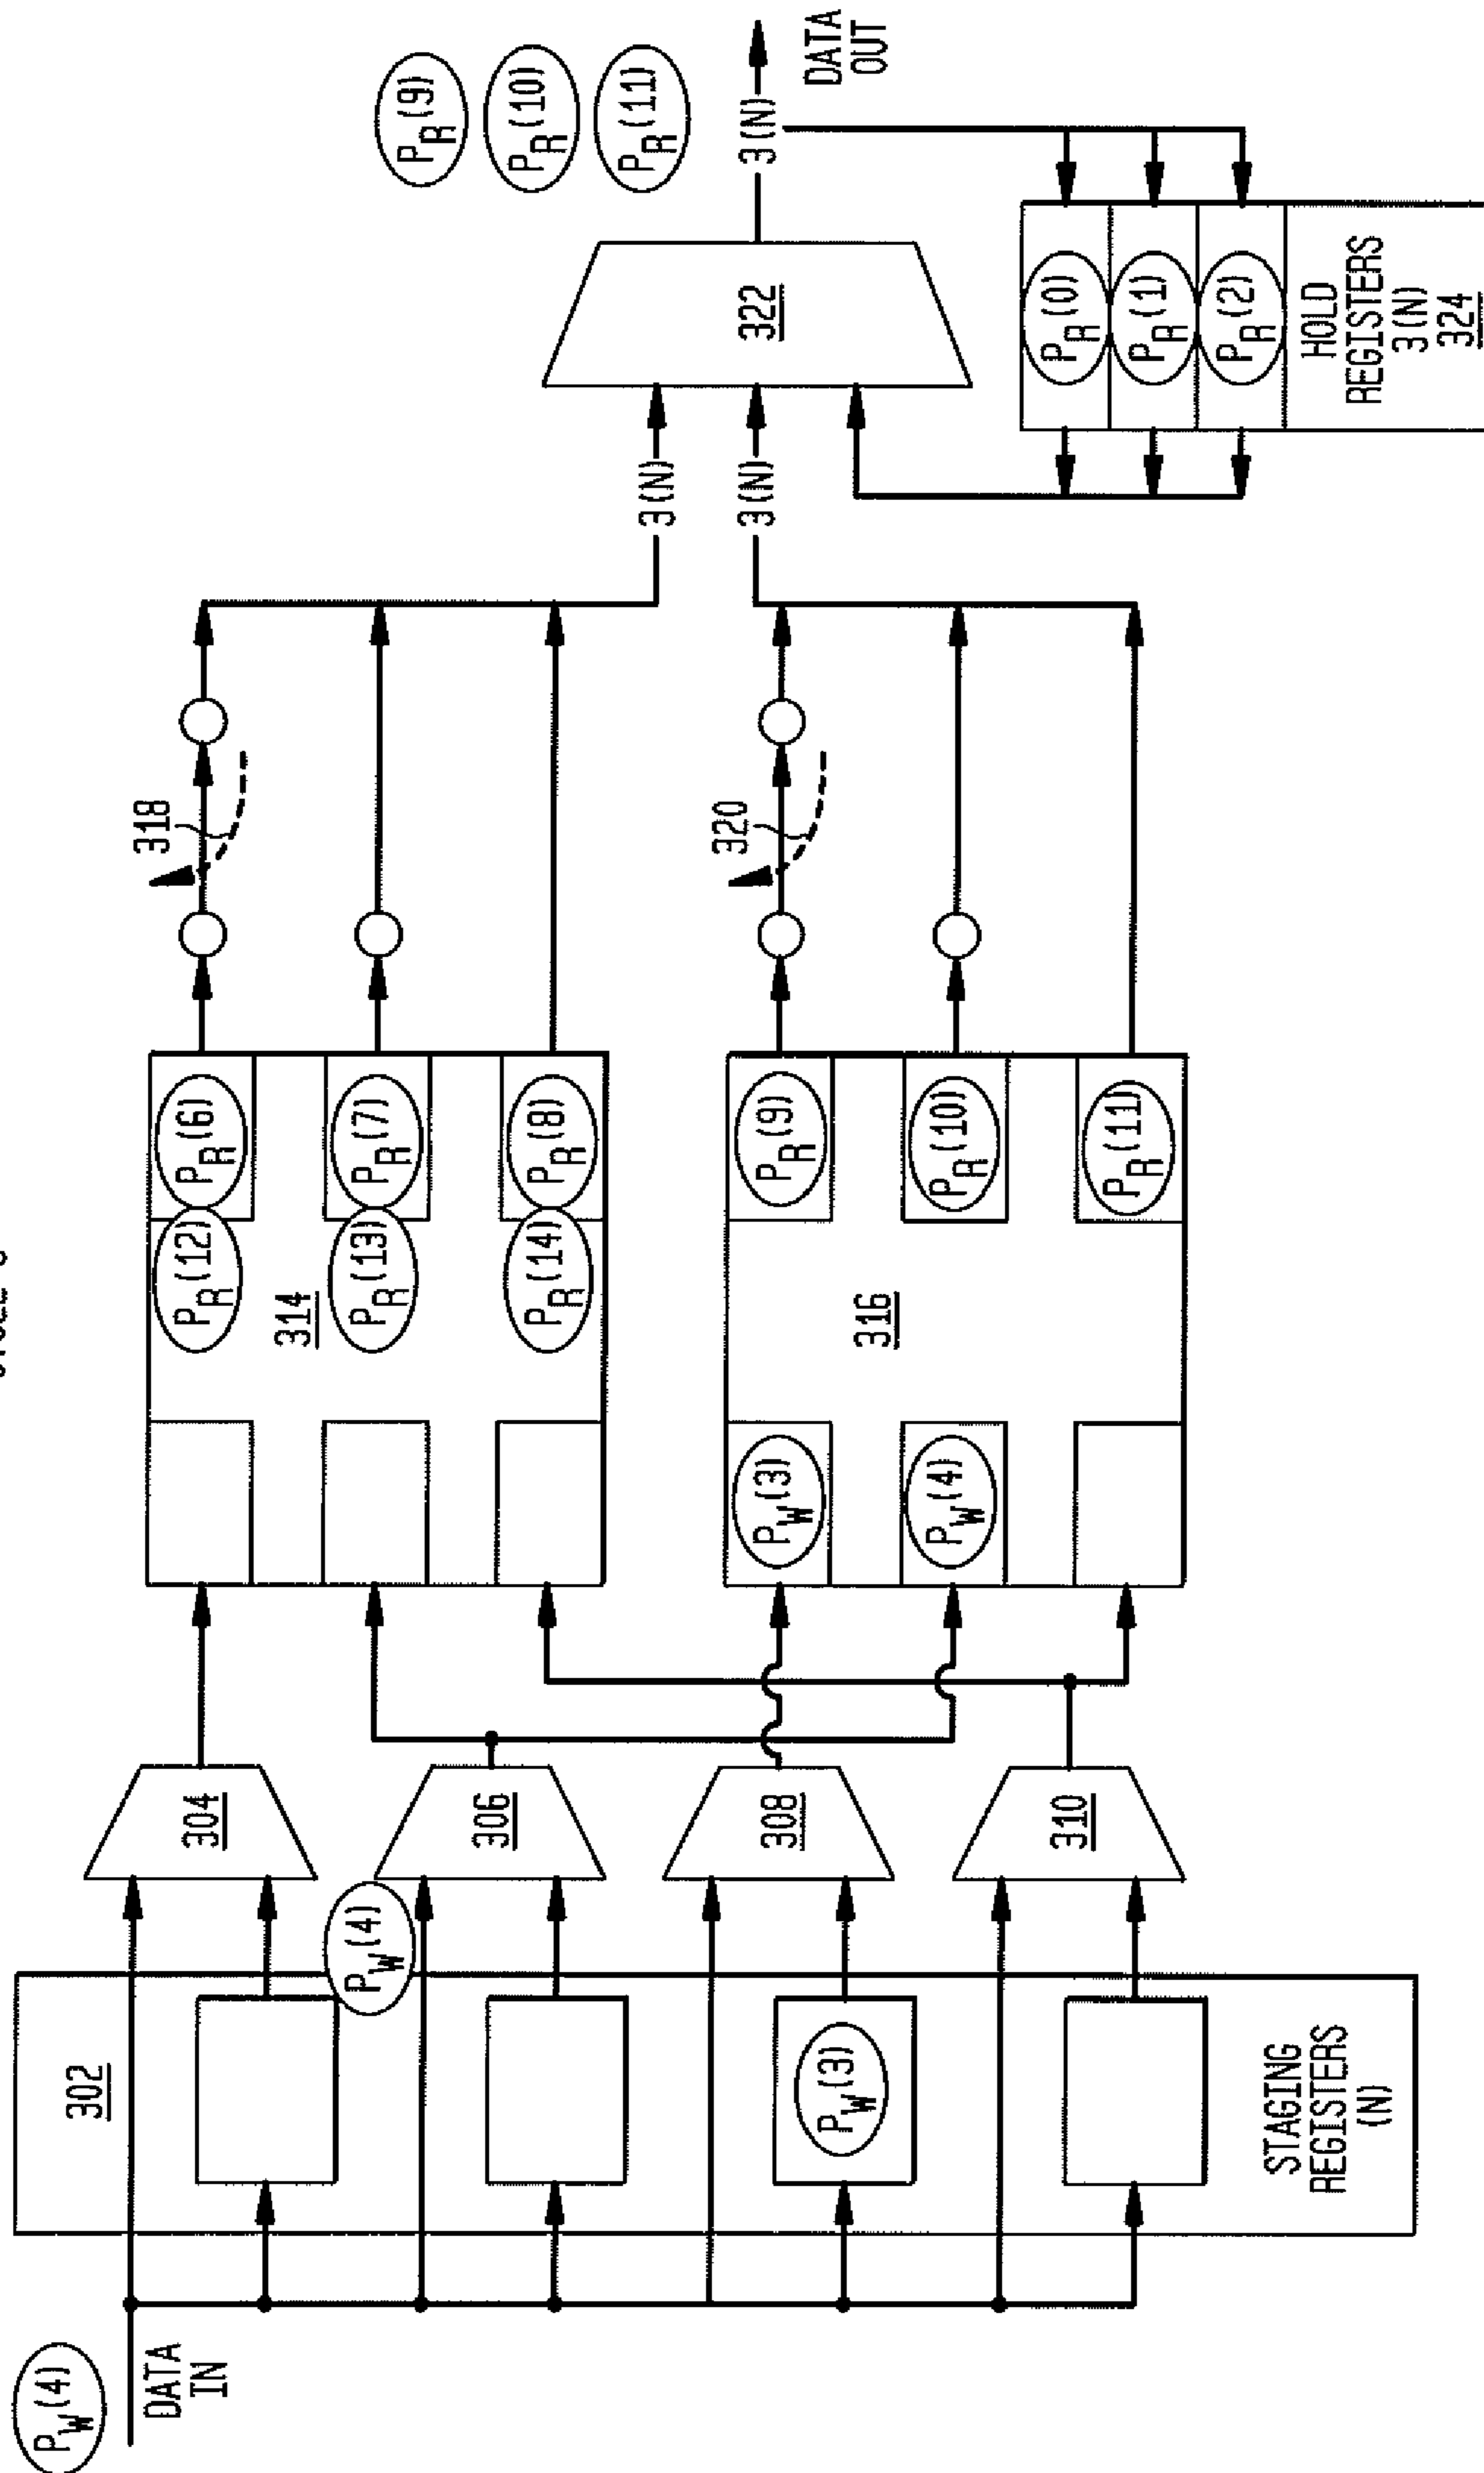 P_W(4)
DATA
IN
302
P_W(4)
P_W(3)
STAGING
REGISTERS
(N)
304
306
308
310
P_R(12)
P_R(6)
314
P_R(13)
P_R(7)
P_R(14)
P_R(8)
P_W(3)
P_R(9)
316
P_W(4)
P_R(10)
P_R(11)
318
320
3(N)
3(N)
322
P_R(9)
P_R(10)
P_R(11)
3(N)
DATA
OUT
P_R(0)
P_R(1)
P_R(2)
HOLD
REGISTERS
3(N)
324